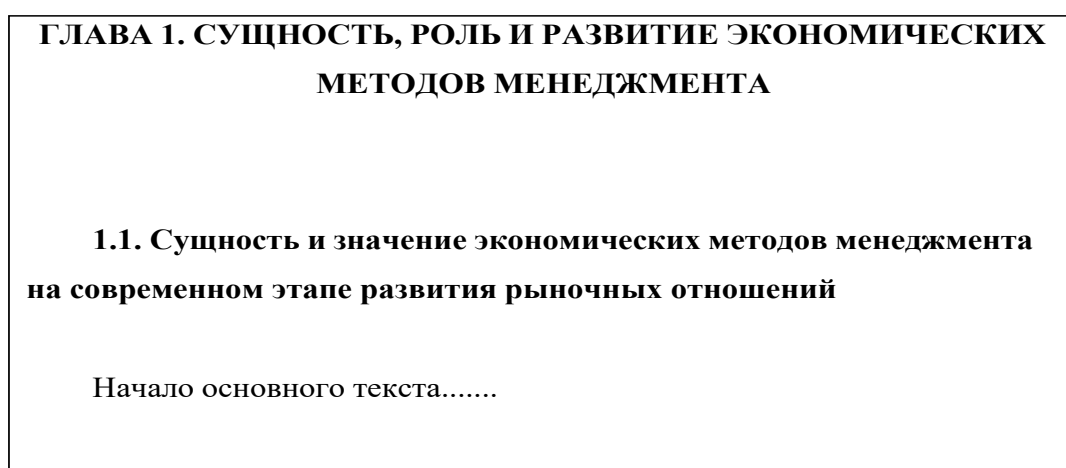 ГЛАВА 1. СУЩНОСТЬ, РОЛЬ И РАЗВИТИЕ ЭКОНОМИЧЕСКИХ
МЕТОДОВ МЕНЕДЖМЕНТА
1.1. Сущность и значение экономических методов менеджмента
на современном этапе развития рыночных отношений
Начало основного текста.......